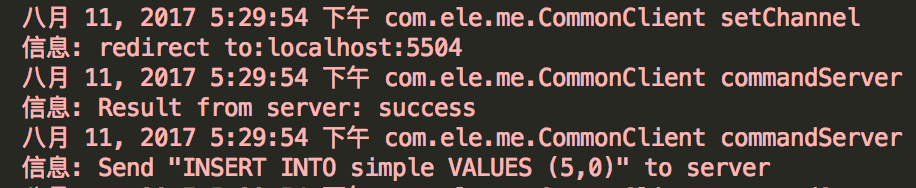 八月 11, 2017 5:29:54 下午 com.ele.me.CommonClient setChannel
信息: redirect to:localhost:5504
八月 11, 2017 5:29:54 下午 com.ele.me.CommonClient commandServer
信息: Result from server: success
八月 11, 2017 5:29:54 下午 com.ele.me.CommonClient commandServer
信息: Send "INSERT INTO simple VALUES (5,0)" to server